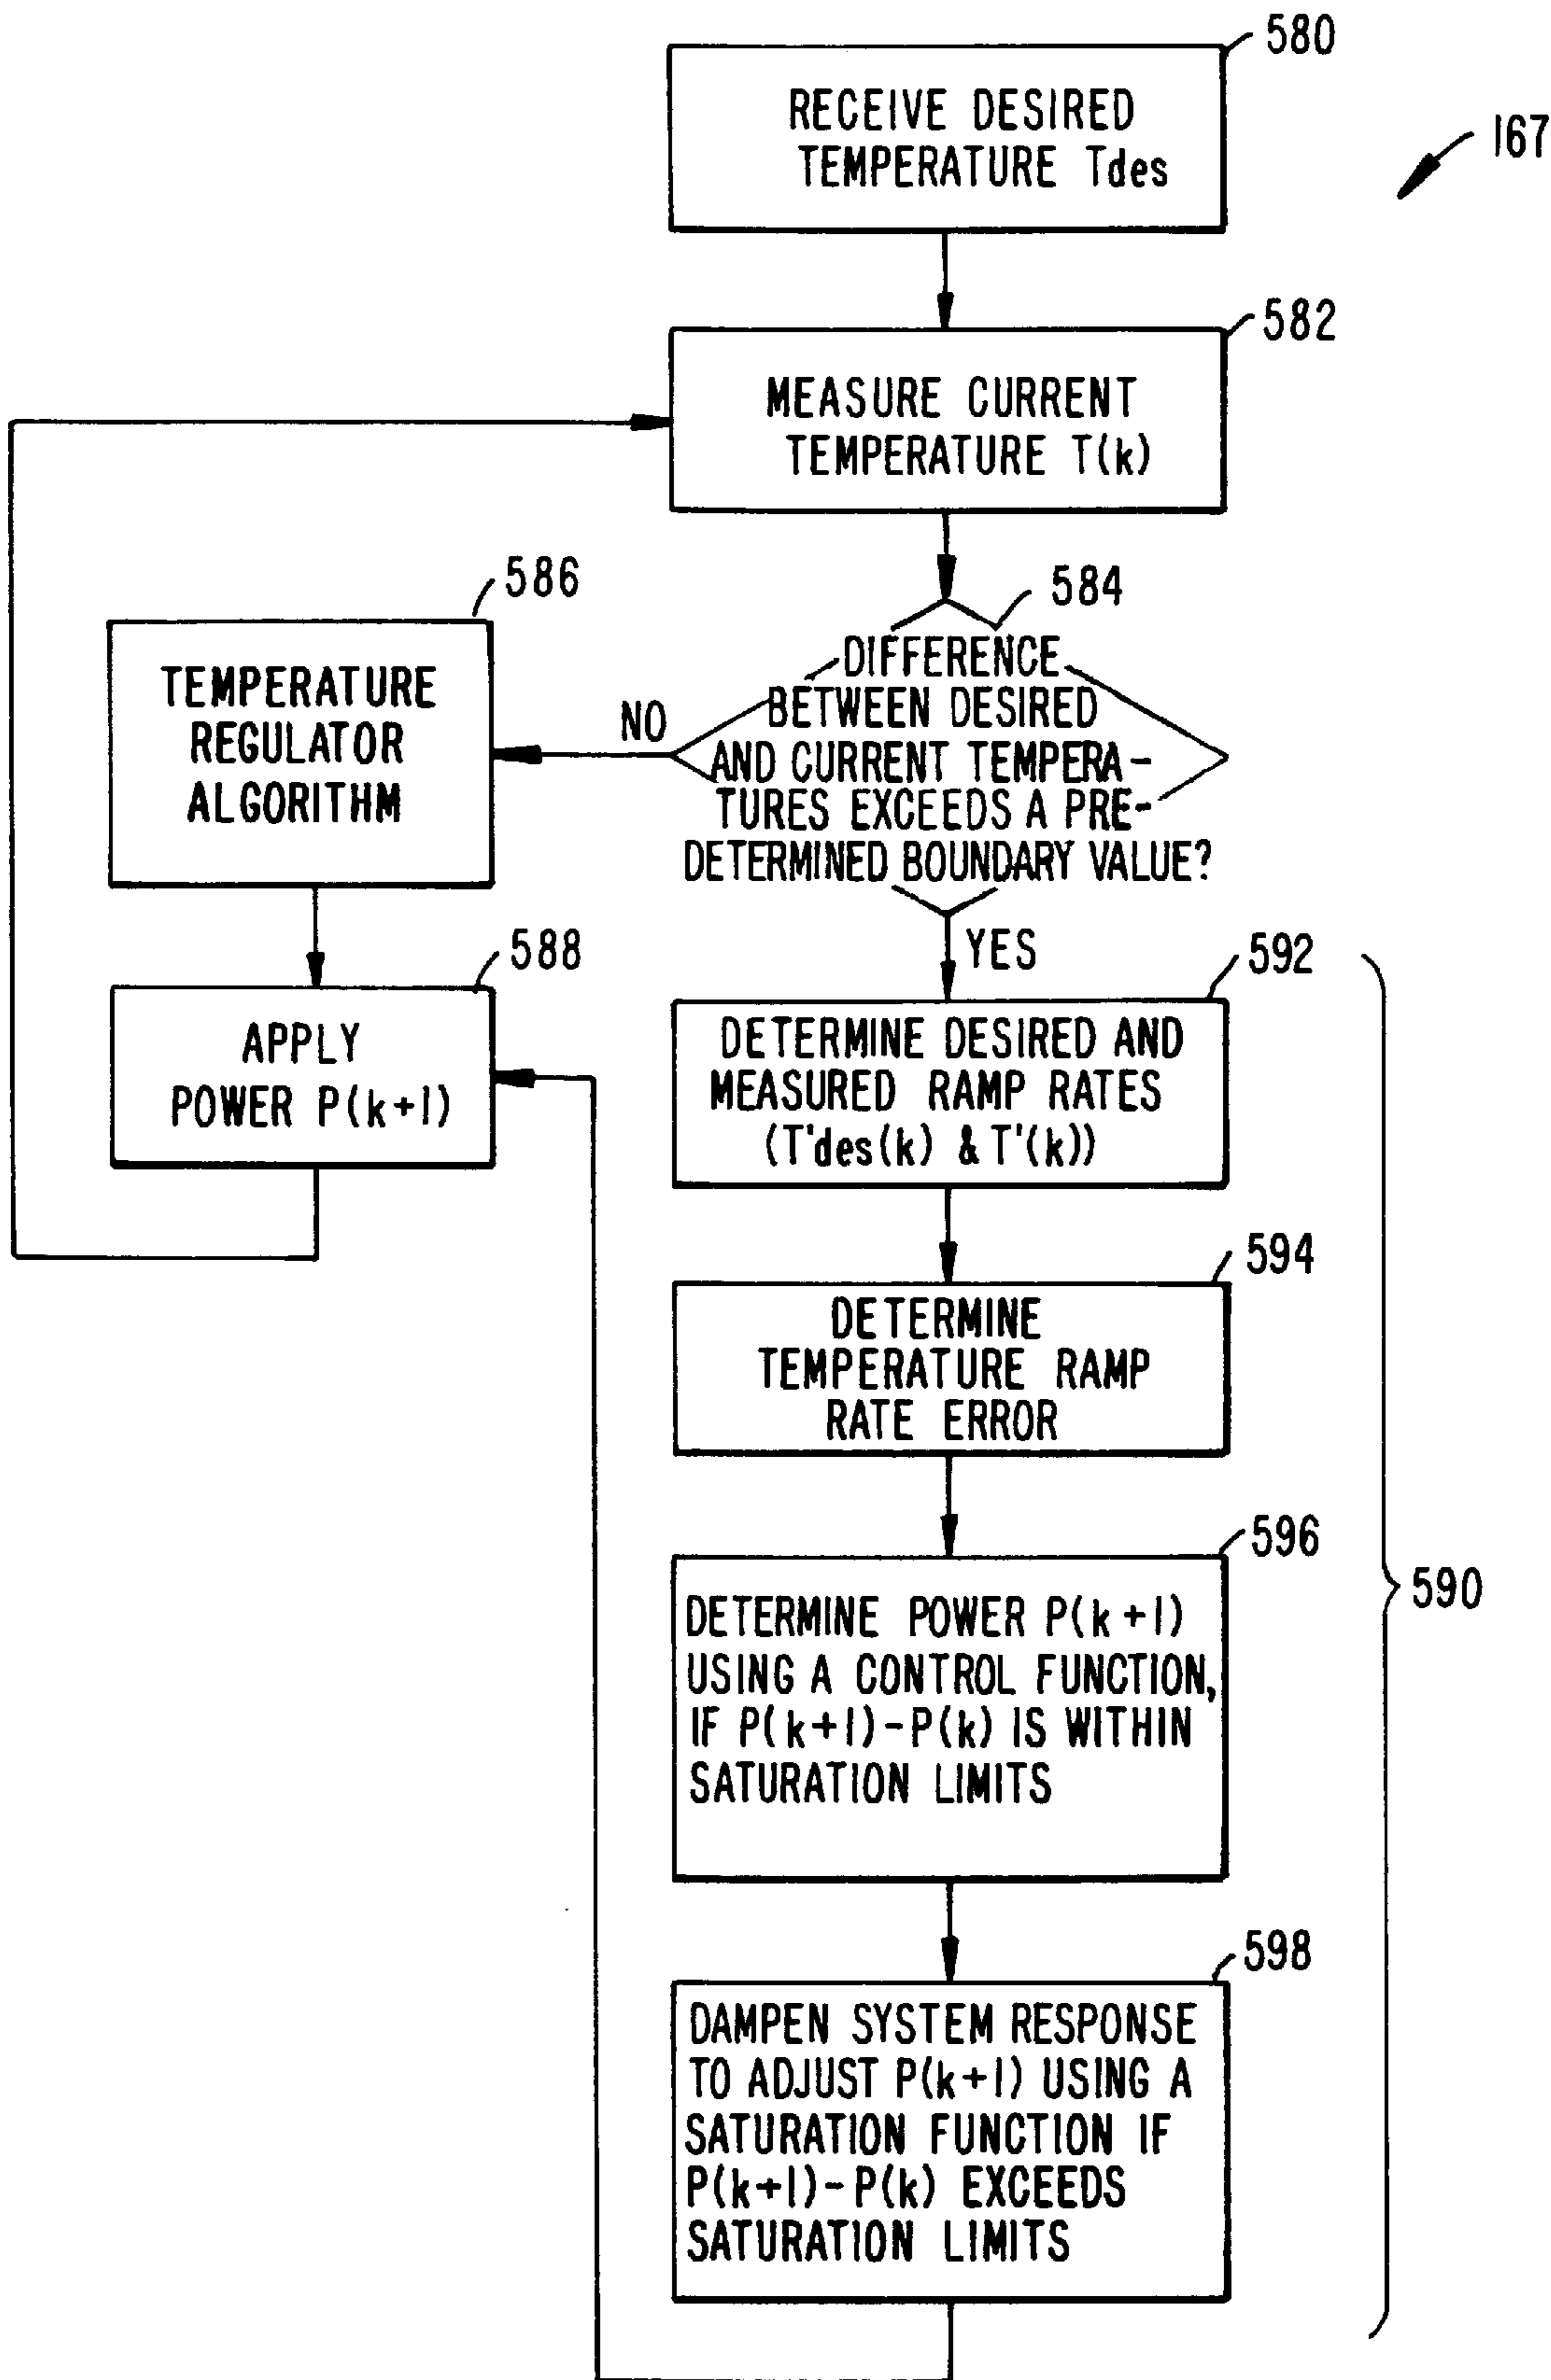 580
RECEIVE DESIRED
TEMPERATURE Tdes
167
582
MEASURE CURRENT
TEMPERATURE T(k)
584
DIFFERENCE
BETWEEN DESIRED
AND CURRENT TEMPERA-
TURES EXCEEDS A PRE-
DETERMINED BOUNDARY VALUE?
NO
586
TEMPERATURE
REGULATOR
ALGORITHM
588
APPLY
POWER P(k+1)
YES
592
DETERMINE DESIRED AND
MEASURED RAMP RATES
(T'des(k) & T'(k))
594
DETERMINE
TEMPERATURE RAMP
RATE ERROR
596
DETERMINE POWER P(k+1)
USING A CONTROL FUNCTION,
IF P(k+1)-P(k) IS WITHIN
SATURATION LIMITS
590
598
DAMPEN SYSTEM RESPONSE
TO ADJUST P(k+1) USING A
SATURATION FUNCTION IF
P(k+1)-P(k) EXCEEDS
SATURATION LIMITS